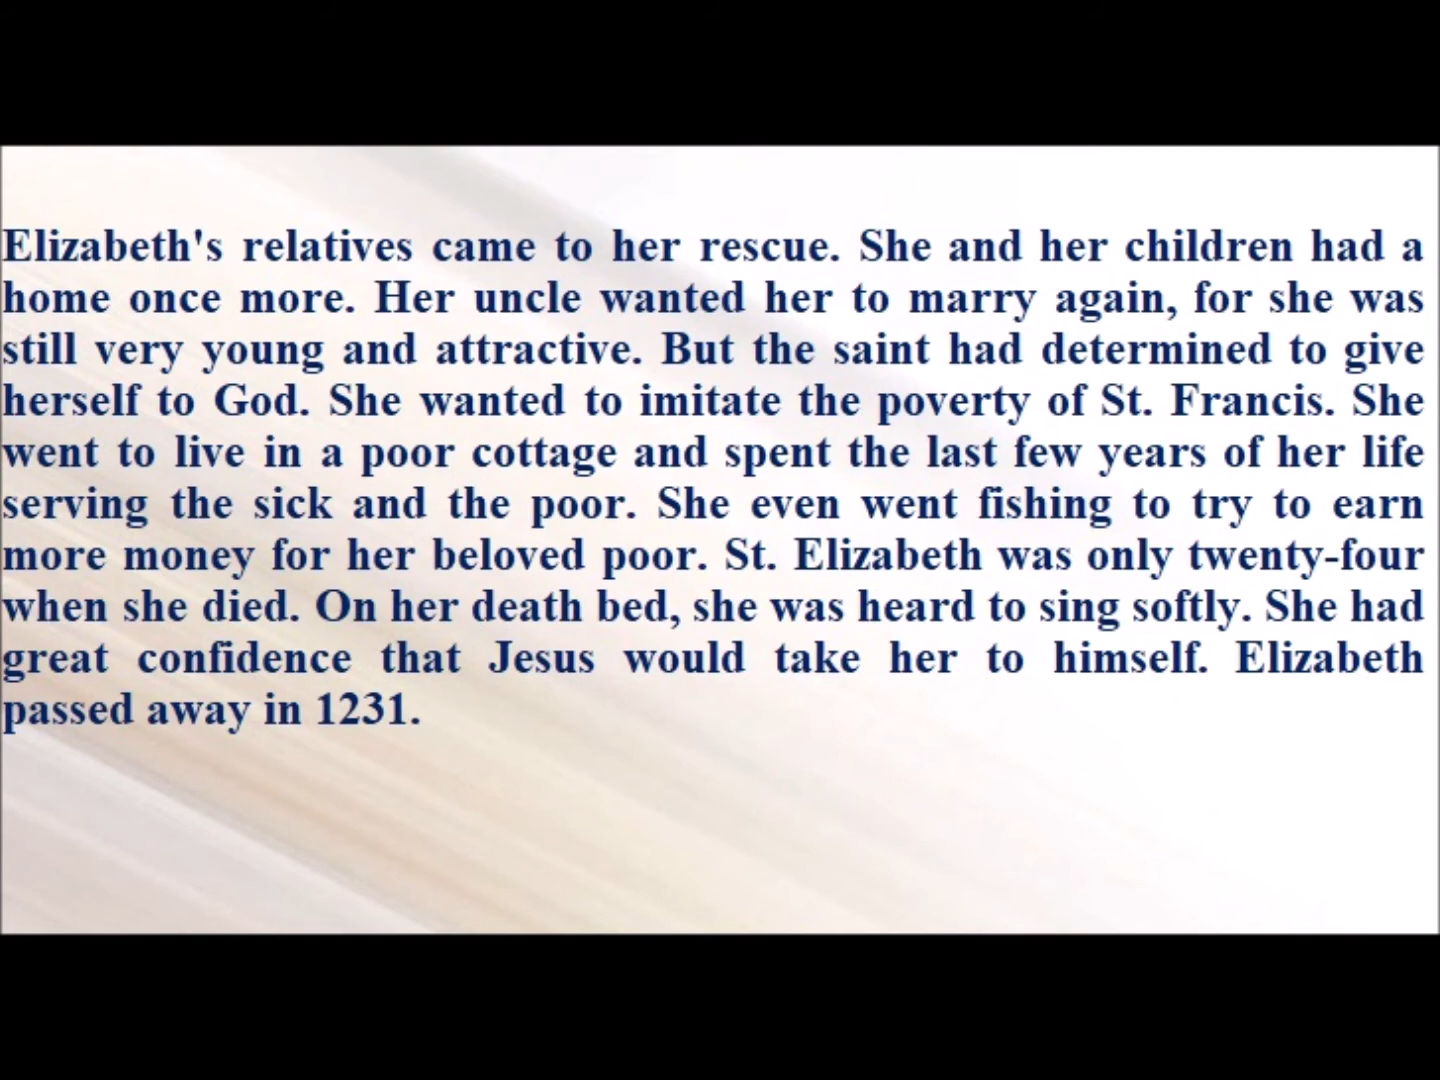 Elizabeth's relatives came to her rescue. She and her children had a
home once more. Her uncle wanted her to marry again, for she was
still very young and attractive. But the saint had determined to give
herself to God. She wanted to imitate the poverty of St. Francis. She
went to live in a poor cottage and spent the last few years of her life
serving the sick and the poor. She even went fishing to try to earn
more money for her beloved poor. St. Elizabeth was only twenty-four
when she died. On her death bed, she was heard to sing softly. She had
great confidence that Jesus would take her to himself. Elizabeth
passed away in 1231.